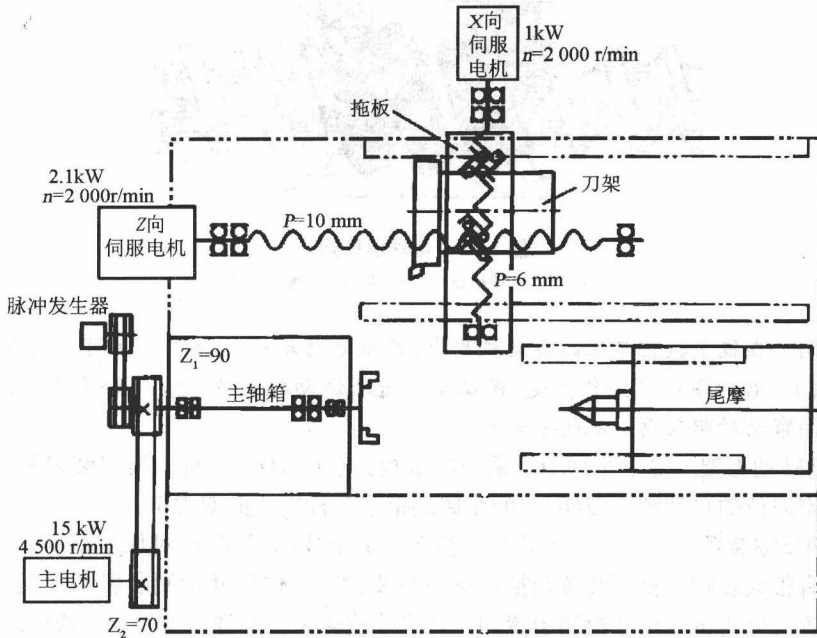 X向
伺服
电机
1kW
n=2 000 r/min
拖板
刀架
2.1kW
n=2 000r/min
Z向
伺服电机
P=10 mm
P=6 mm
脉冲发生器
Z₁=90
主轴箱
尾摩
15 kW
4 500 r/min
主电机
Z₂=70